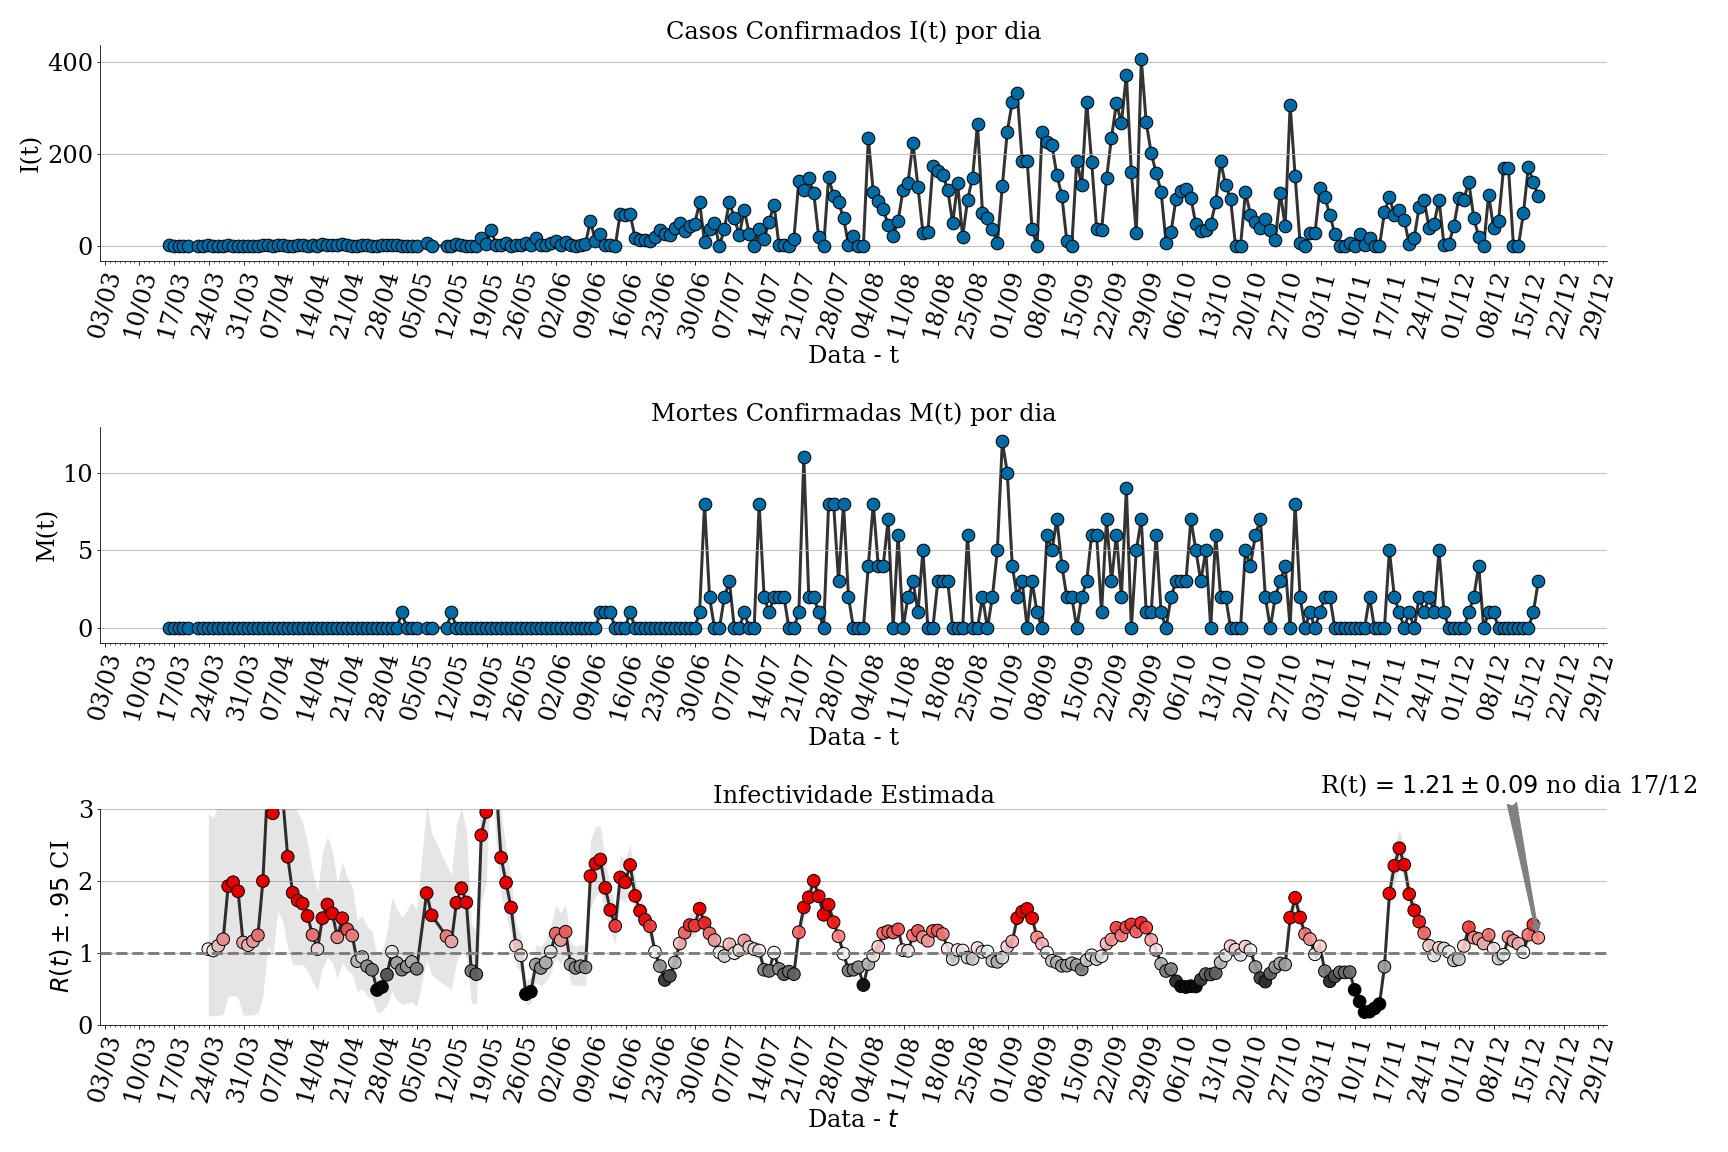 Casos Confirmados I(t) por dia
400
200
0
I(t)
03/03 10/03 17/03 24/03 31/03 07/04 14/04 21/04 28/04 05/05 12/05 19/05 26/05 02/06 09/06 16/06 23/06 30/06 07/07 14/07 21/07 28/07 04/08 11/08 18/08 25/08 01/09 08/09 15/09 22/09 29/09 06/10 13/10 20/10 27/10 03/11 10/11 17/11 24/11 01/12 08/12 15/12 22/12 29/12
Data - t
Mortes Confirmadas M(t) por dia
10
5
0
M(t)
03/03 10/03 17/03 24/03 31/03 07/04 14/04 21/04 28/04 05/05 12/05 19/05 26/05 02/06 09/06 16/06 23/06 30/06 07/07 14/07 21/07 28/07 04/08 11/08 18/08 25/08 01/09 08/09 15/09 22/09 29/09 06/10 13/10 20/10 27/10 03/11 10/11 17/11 24/11 01/12 08/12 15/12 22/12 29/12
Data - t
R(t) = 1.21 ± 0.09 no dia 17/12
Infectividade Estimada
3
2
1
0
R(t) ± .95 CI
03/03 10/03 17/03 24/03 31/03 07/04 14/04 21/04 28/04 05/05 12/05 19/05 26/05 02/06 09/06 16/06 23/06 30/06 07/07 14/07 21/07 28/07 04/08 11/08 18/08 25/08 01/09 08/09 15/09 22/09 29/09 06/10 13/10 20/10 27/10 03/11 10/11 17/11 24/11 01/12 08/12 15/12 22/12 29/12
Data - t